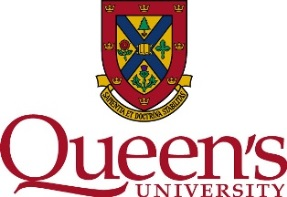 SAPIENTIA ET DOCTRINA STABILITAS
Queen's
UNIVERSITY